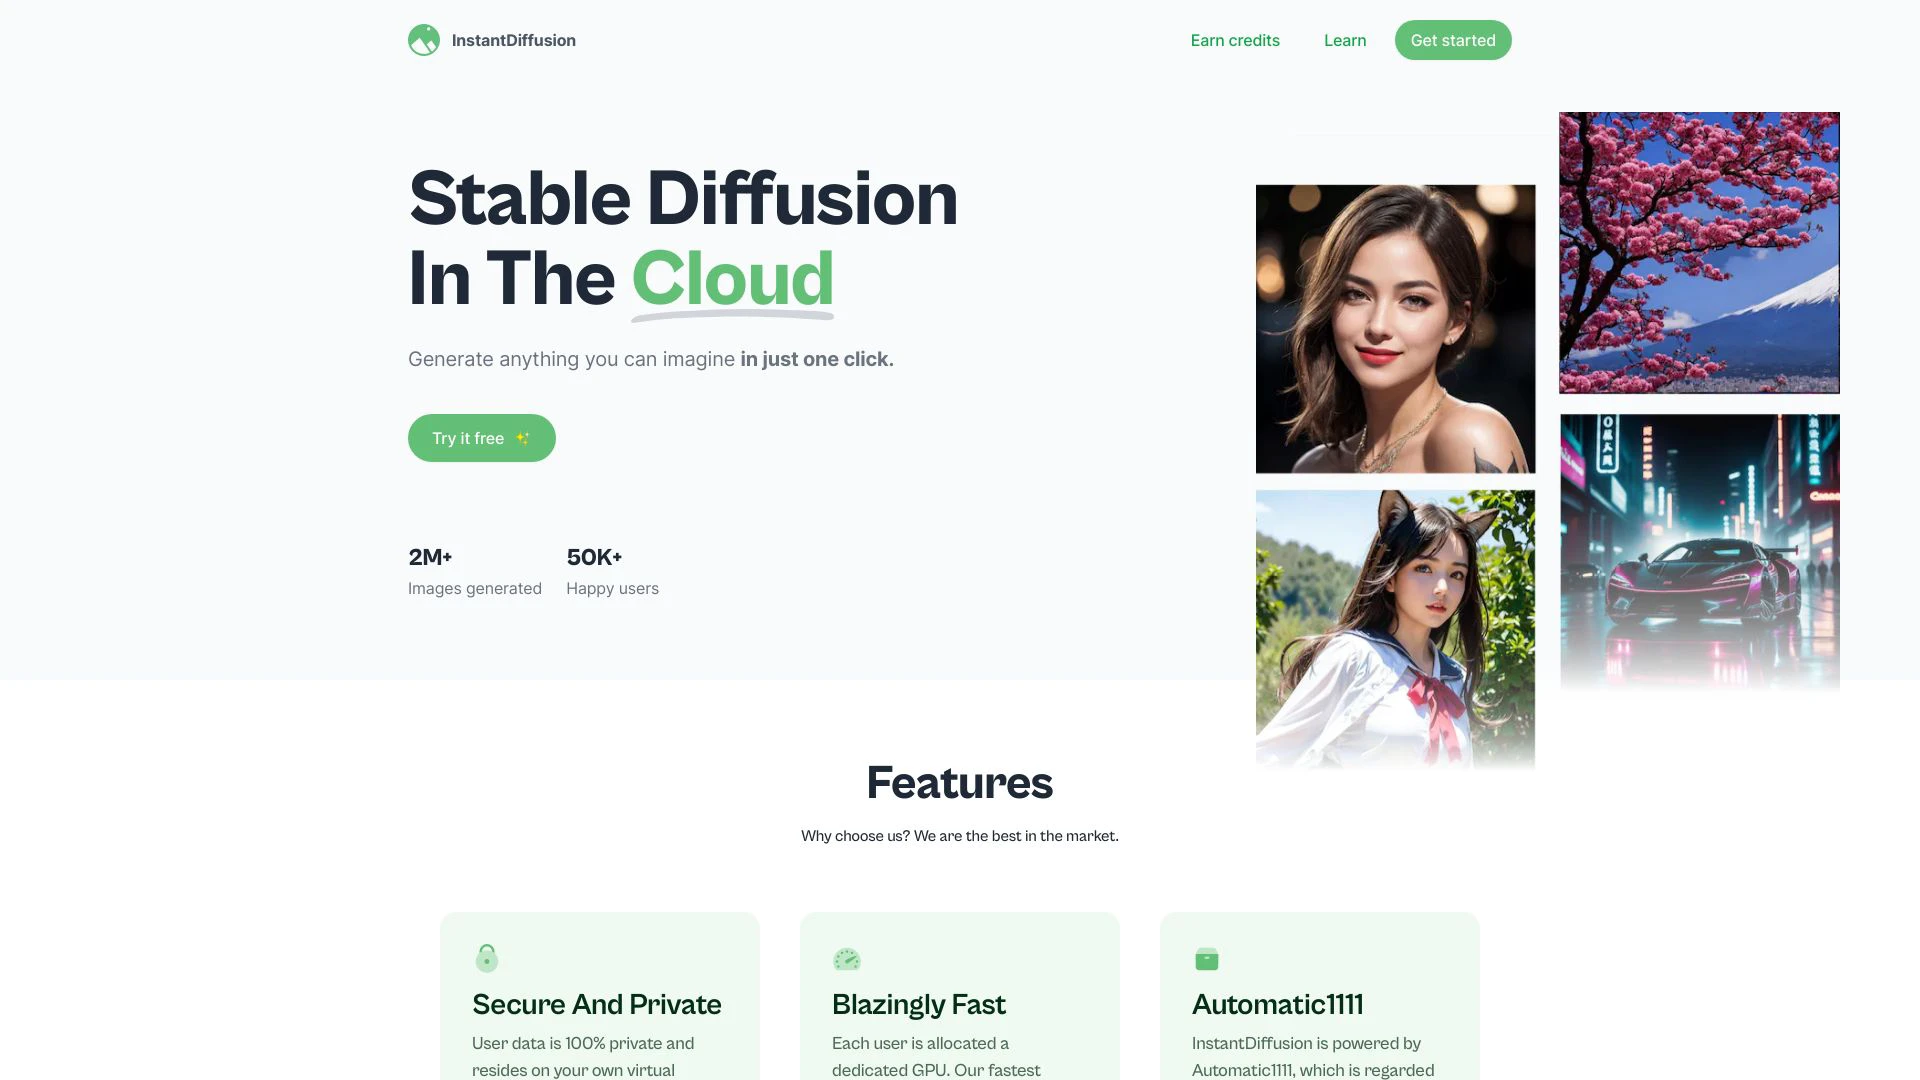 InstantDiffusion
Earn credits
Learn
Get started
Stable Diffusion
In The Cloud
Generate anything you can imagine in just one click.
Try it free
2M+
Images generated
50K+
Happy users
Features
Why choose us? We are the best in the market.
Secure And Private
User data is 100% private and
resides on your own virtual
Blazingly Fast
Each user is allocated a
dedicated GPU. Our fastest
Automatic1111
InstantDiffusion is powered by
Automatic1111, which is regarded